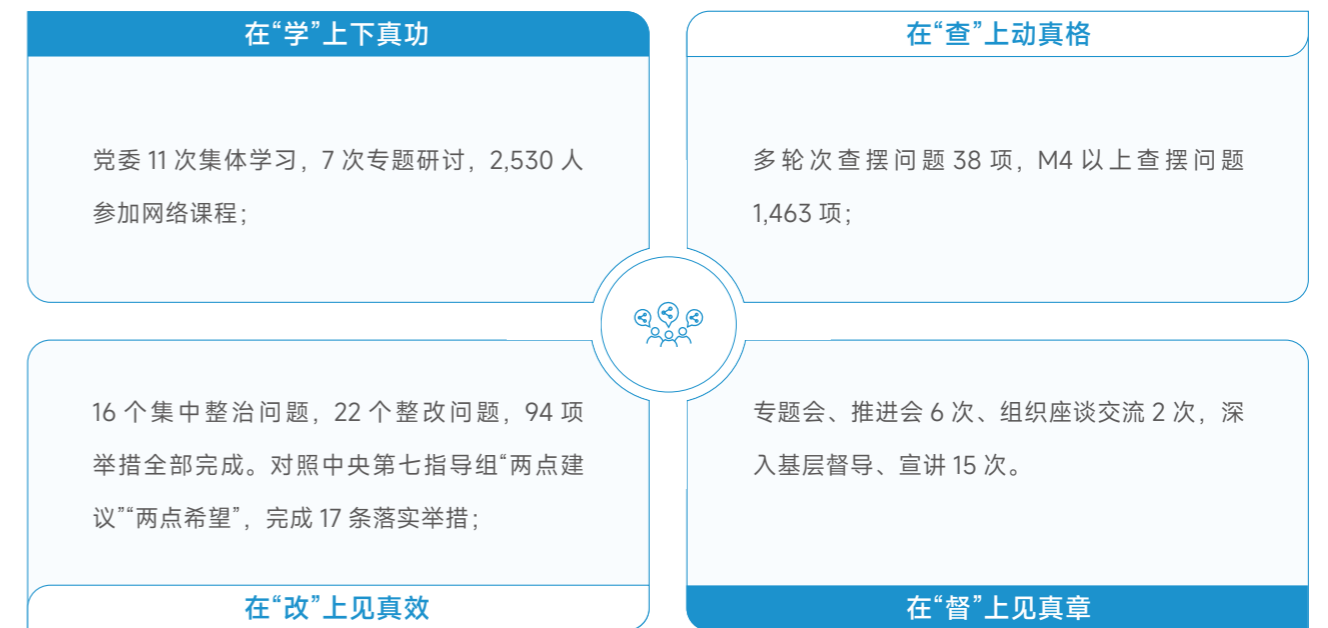 在“学”上下真功
党委 11 次集体学习，7 次专题研讨，2,530 人
参加网络课程；
在“查”上动真格
多轮次查摆问题 38 项，M4 以上查摆问题
1,463 项；
16 个集中整治问题，22 个整改问题，94 项
举措全部完成。对照中央第七指导组“两点建
议”“两点希望”，完成 17 条落实举措；
在“改”上见真效
专题会、推进会 6 次、组织座谈交流 2 次，深
入基层督导、宣讲 15 次。
在“督”上见真章